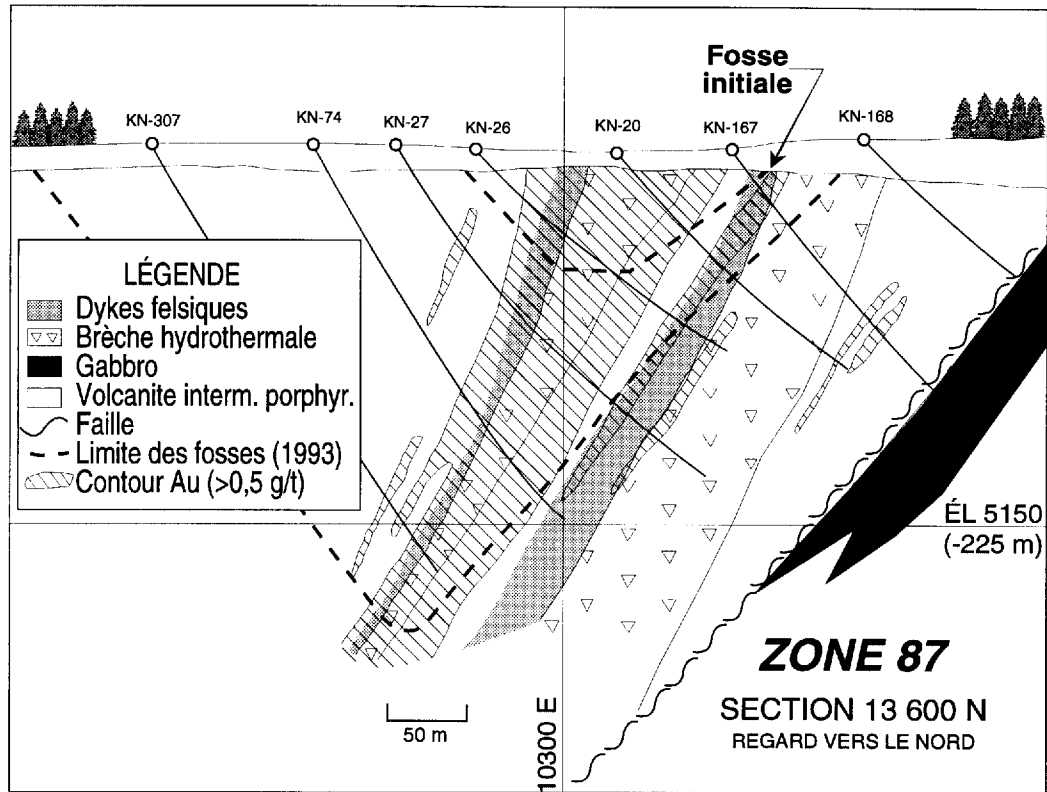 Fosse
initiale
KN-307
KN-74
KN-27
KN-26
KN-20
KN-167
KN-168
LÉGENDE
Dykes felsiques
Brèche hydrothermale
Gabbro
Volcanite interm. porphyr.
Faille
Limite des fosses (1993)
Contour Au (>0,5 g/t)
ÉL 5150
(-225 m)
50 m
10300 E
ZONE 87
SECTION 13 600 N
REGARD VERS LE NORD